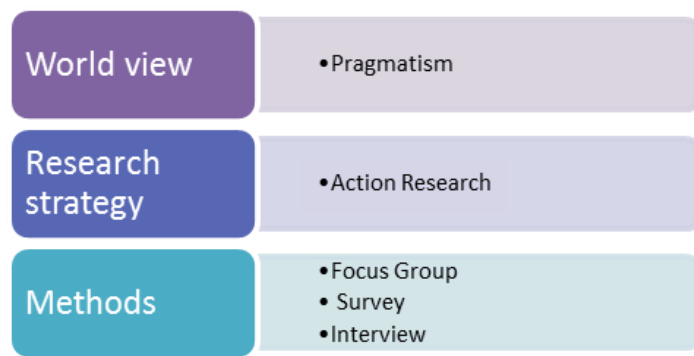 World view
•Pragmatism
Research
strategy
•Action Research
Methods
•Focus Group
• Survey
•Interview